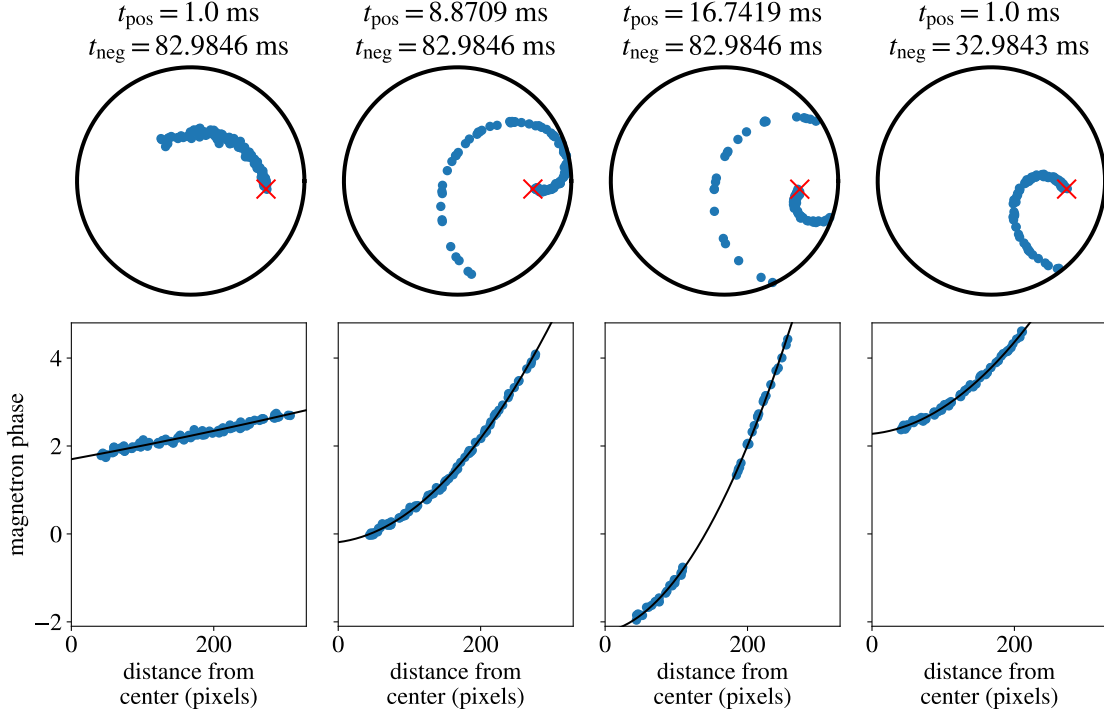 t_pos = 1.0 ms
t_neg = 82.9846 ms
t_pos = 8.8709 ms
t_neg = 82.9846 ms
t_pos = 16.7419 ms
t_neg = 82.9846 ms
t_pos = 1.0 ms
t_neg = 32.9843 ms
magnetron phase
4
2
0
−2
0
200
distance from
center (pixels)
0
200
distance from
center (pixels)
0
200
distance from
center (pixels)
0
200
distance from
center (pixels)